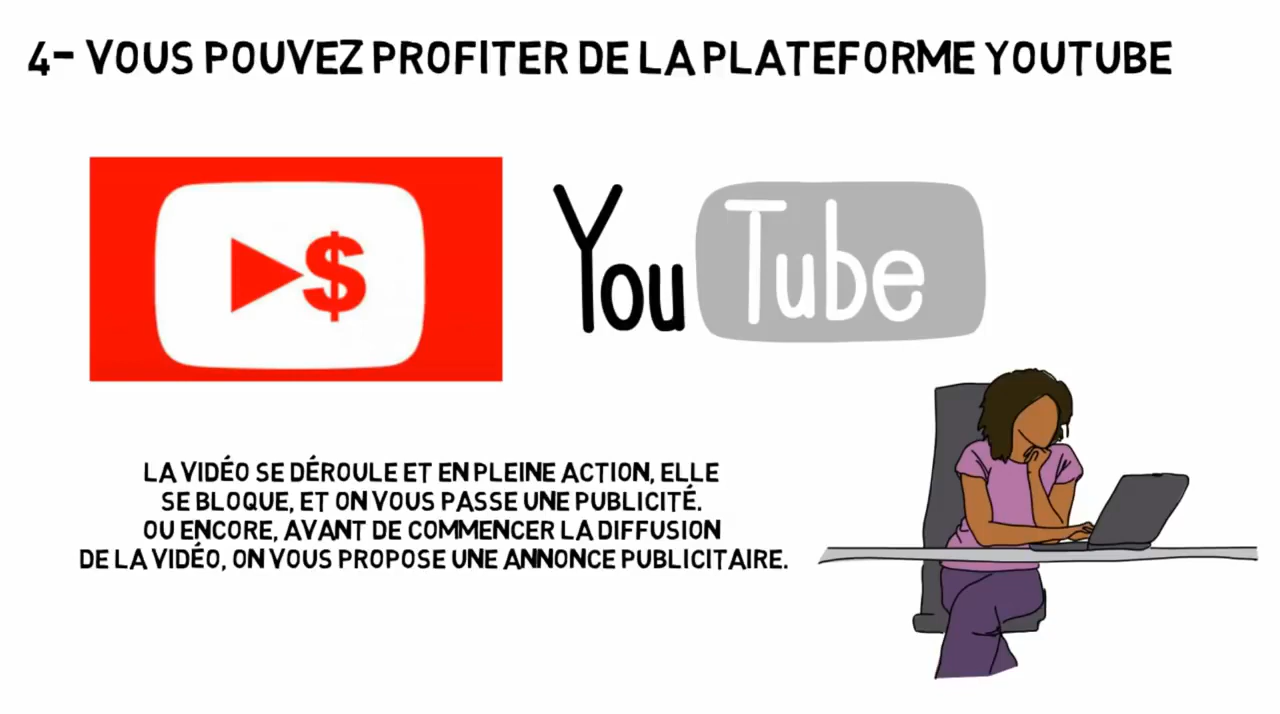 4- VOUS POUVEZ PROFITER DE LA PLATEFORME YOUTUBE
$
YouTube
LA VIDÉO SE DÉROULE ET EN PLEINE ACTION, ELLE
SE BLOQUE, ET ON VOUS PASSE UNE PUBLICITÉ.
OU ENCORE, AVANT DE COMMENCER LA DIFFUSION
DE LA VIDÉO, ON VOUS PROPOSE UNE ANNONCE PUBLICITAIRE.